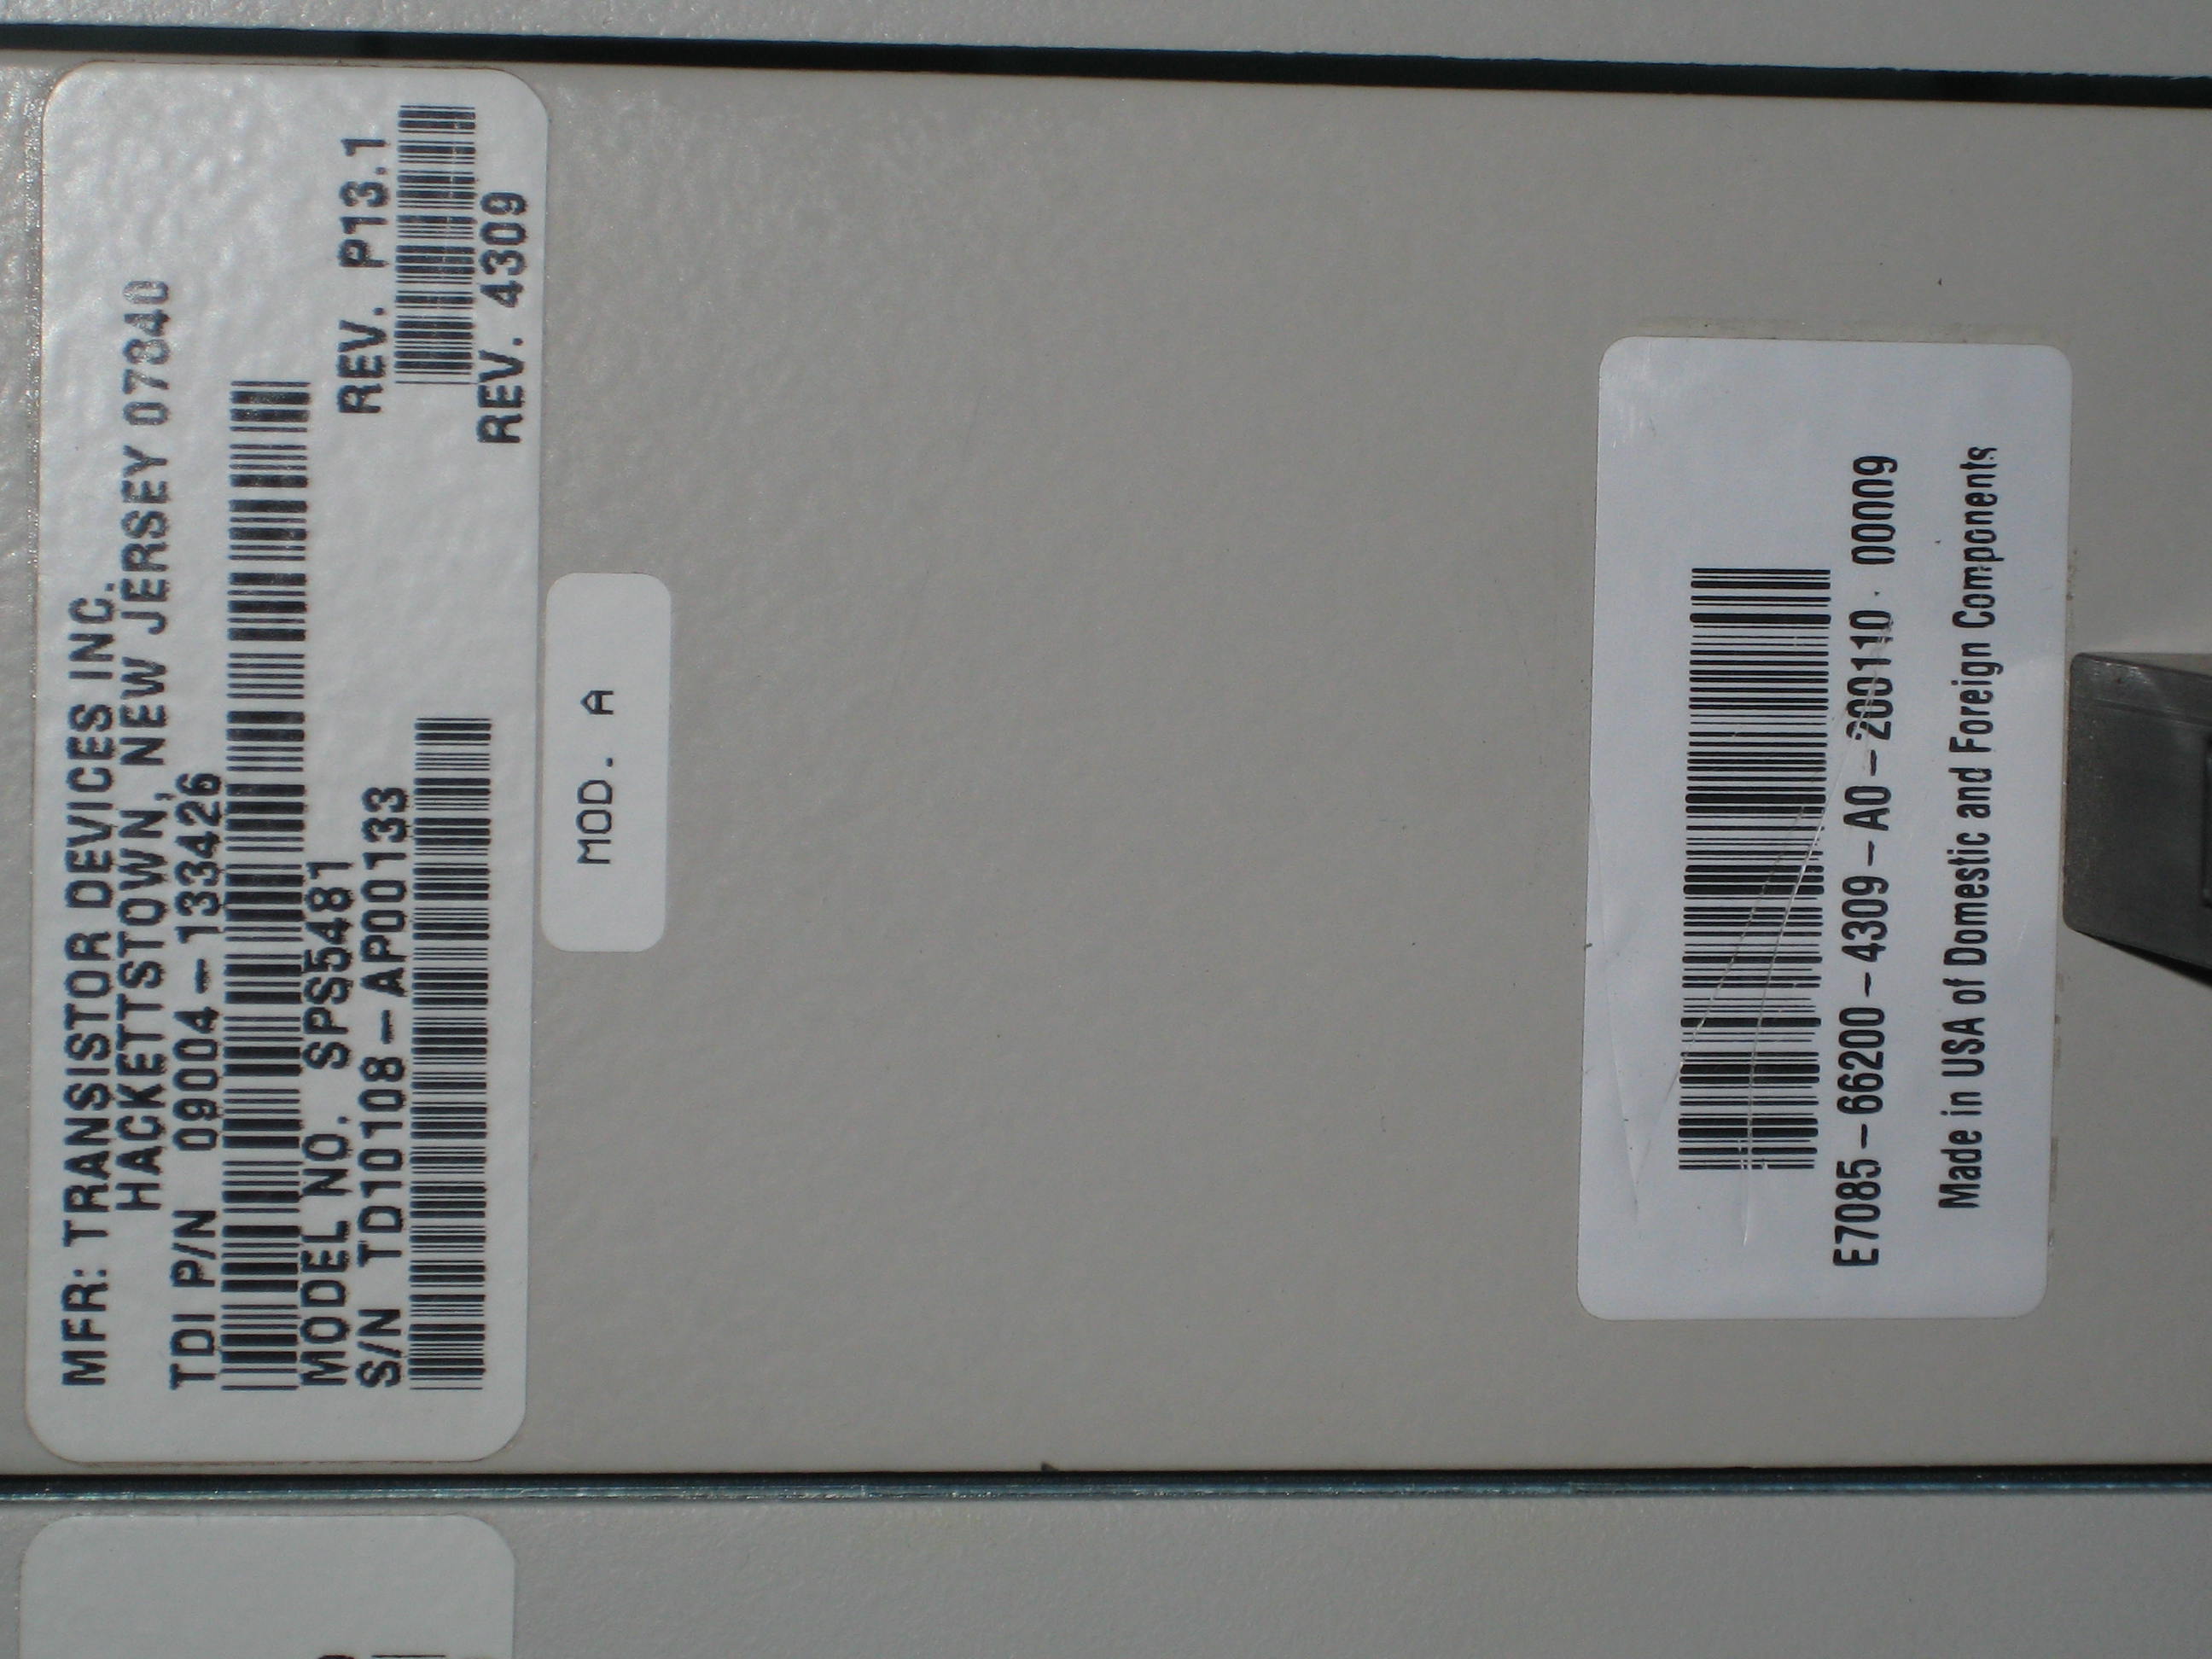 MFR: TRANSISTOR DEVICES INC.
HACKETTSTOWN, NEW JERSEY 07840
TDI P/N 09004-133426
MODEL NO. SPS5481 REV. P13.1
S/N TD10108-AP00133
REV. 4309
MOD. A
E7085-66200-4309-A0-200110 00009
Made in USA of Domestic and Foreign Components